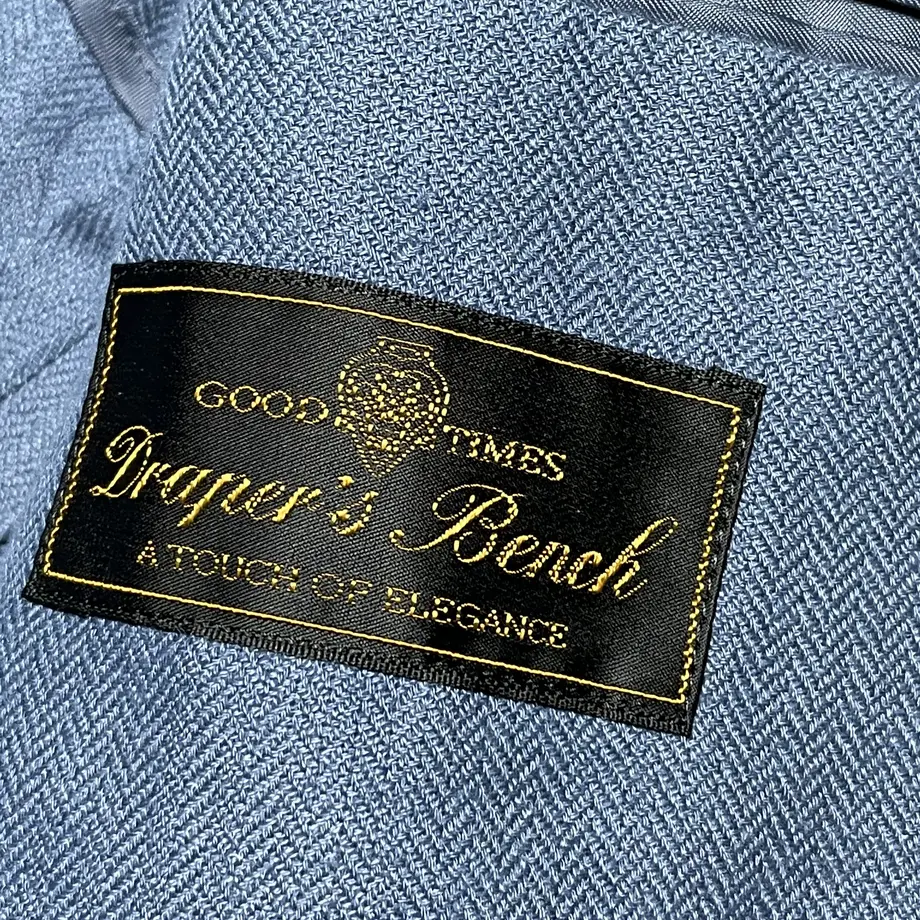 GOOD TIMES
Draper's Bench
A TOUCH OF ELEGANCE